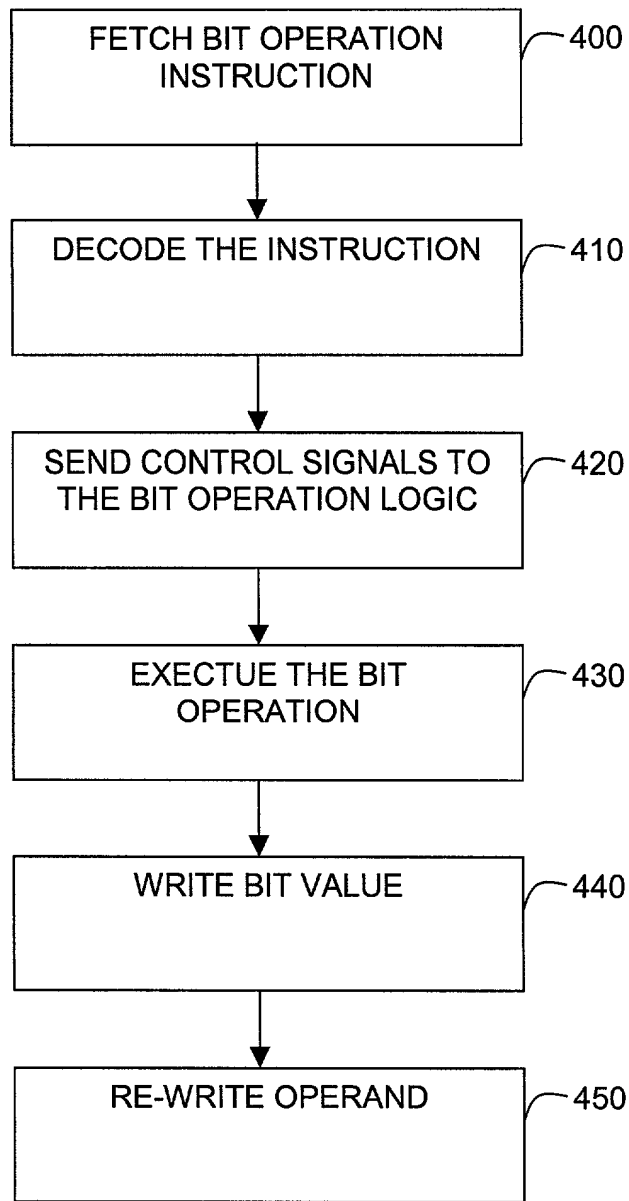 FETCH BIT OPERATION
INSTRUCTION
400
DECODE THE INSTRUCTION
410
SEND CONTROL SIGNALS TO
THE BIT OPERATION LOGIC
420
EXECTUE THE BIT
OPERATION
430
WRITE BIT VALUE
440
RE-WRITE OPERAND
450